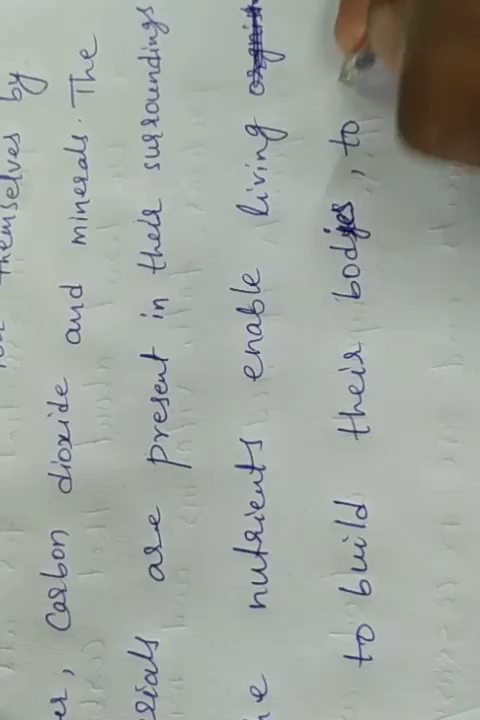 themselves by
, carbon dioxide and minerals. The
erials are present in their surroundings
nutrients enable living
to build their bodies, to